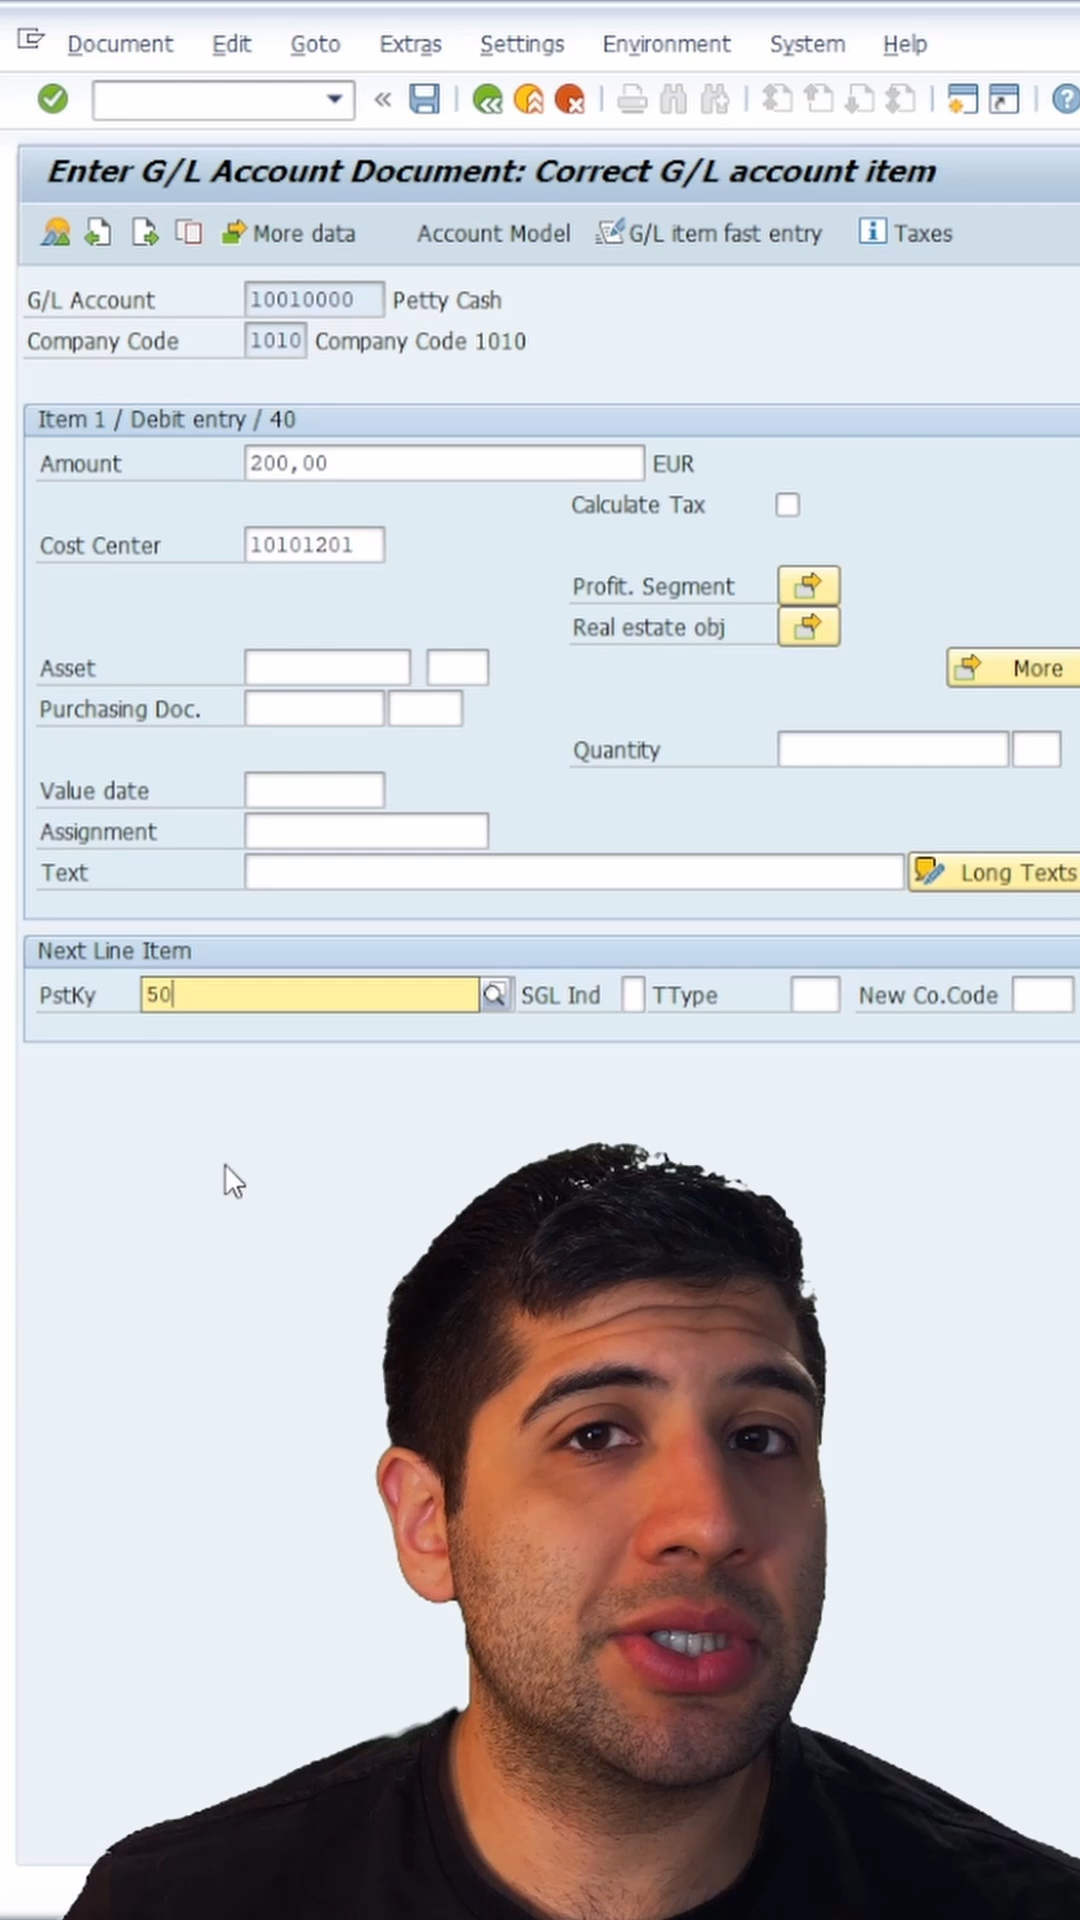 Document Edit Goto Extras Settings Environment System Help
Enter G/L Account Document: Correct G/L account item
More data Account Model G/L item fast entry Taxes
G/L Account 10010000 Petty Cash
Company Code 1010 Company Code 1010
Item 1 / Debit entry / 40
Amount 200,00 EUR
Calculate Tax
Cost Center 10101201
Profit. Segment
Real estate obj
Asset More
Purchasing Doc.
Quantity
Value date
Assignment
Text Long Texts
Next Line Item
PstKy 50 SGL Ind TType New Co.Code